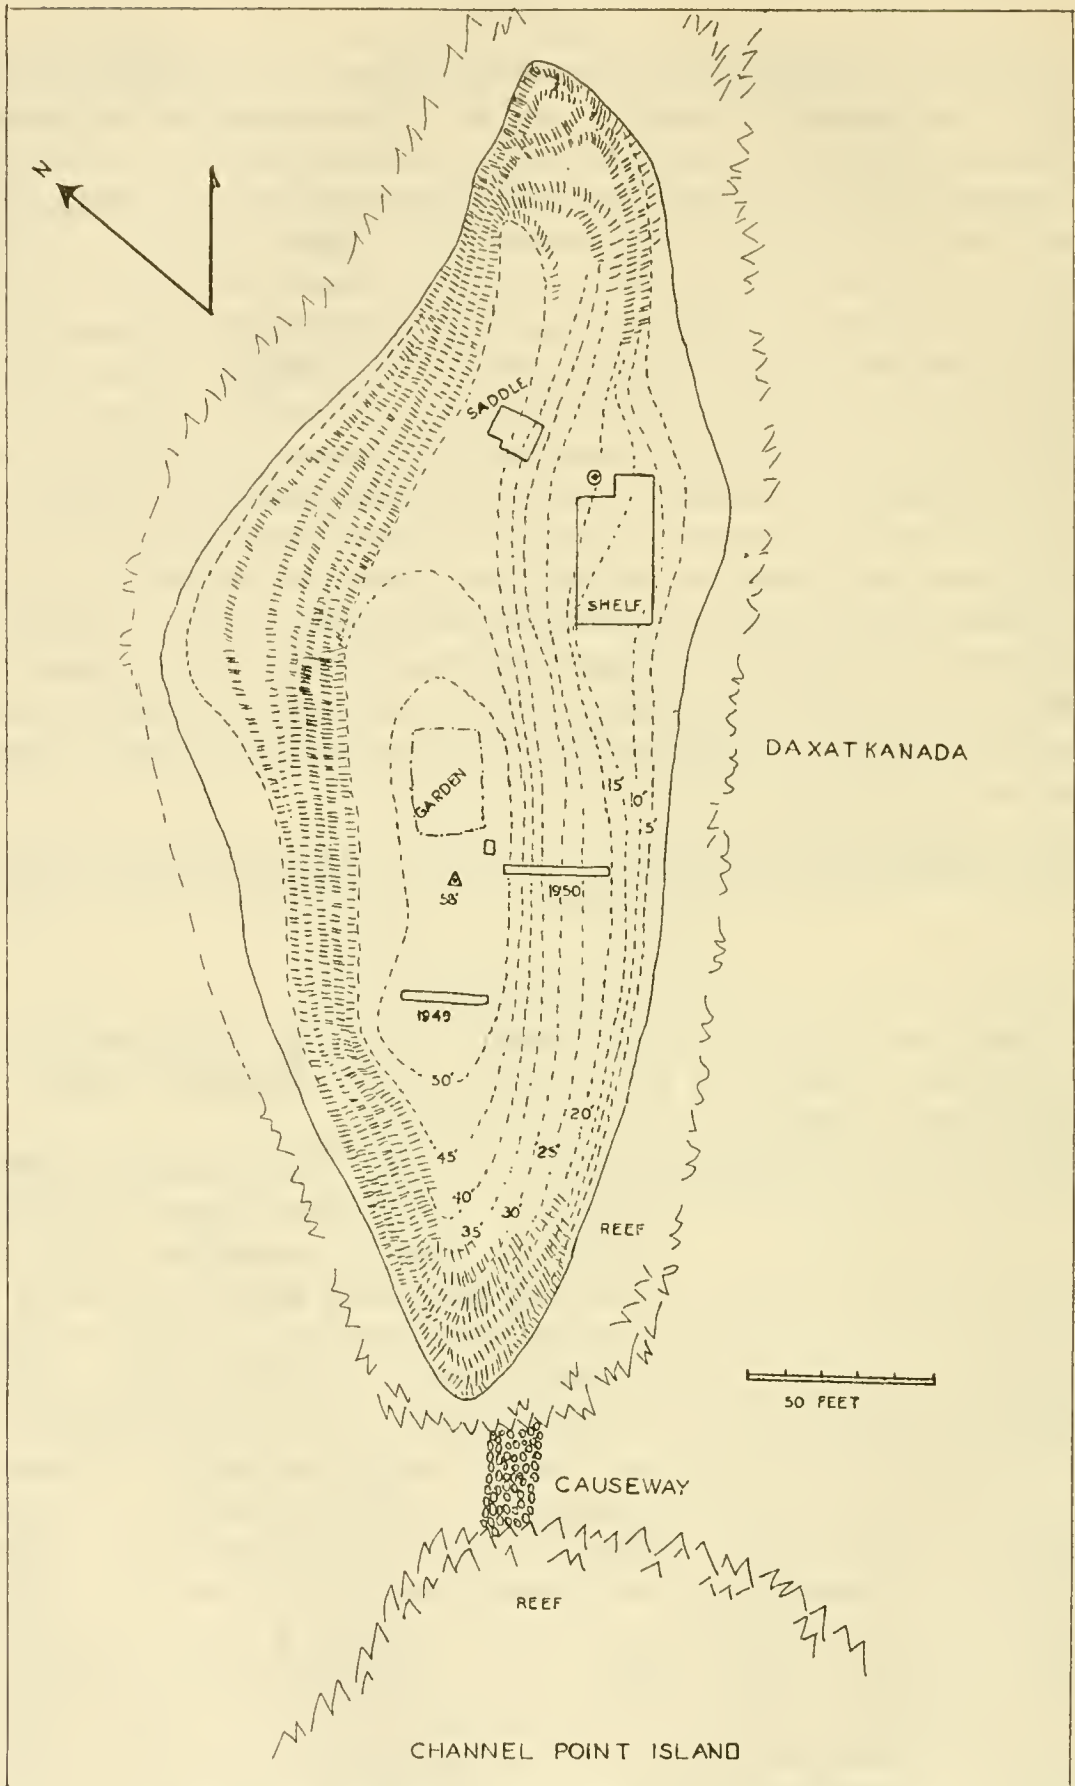 N
SADDLE
SHELF
DAXATKANADA
15'
10'
5'
GARDEN
58'
1950
1949
50'
20'
45'
25'
40'
30'
35'
REEF
50 FEET
CAUSEWAY
REEF
CHANNEL POINT ISLAND